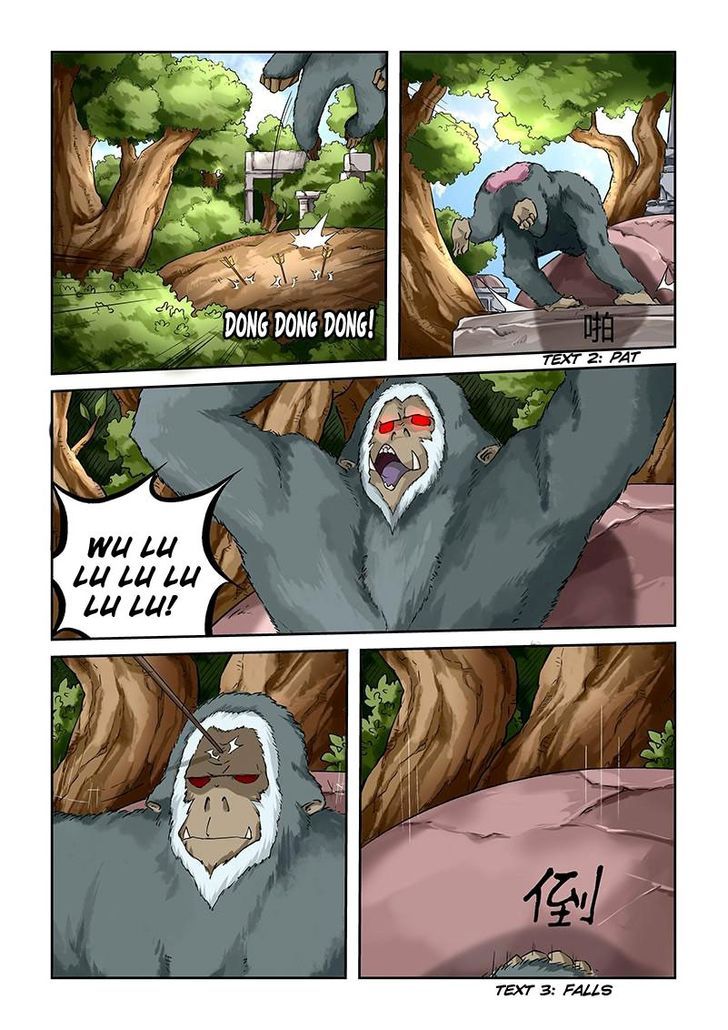 DONG DONG DONG!
啪
TEXT 2: PAT
WU LU
LU LU LU
LU LU!
倒
TEXT 3: FALLS